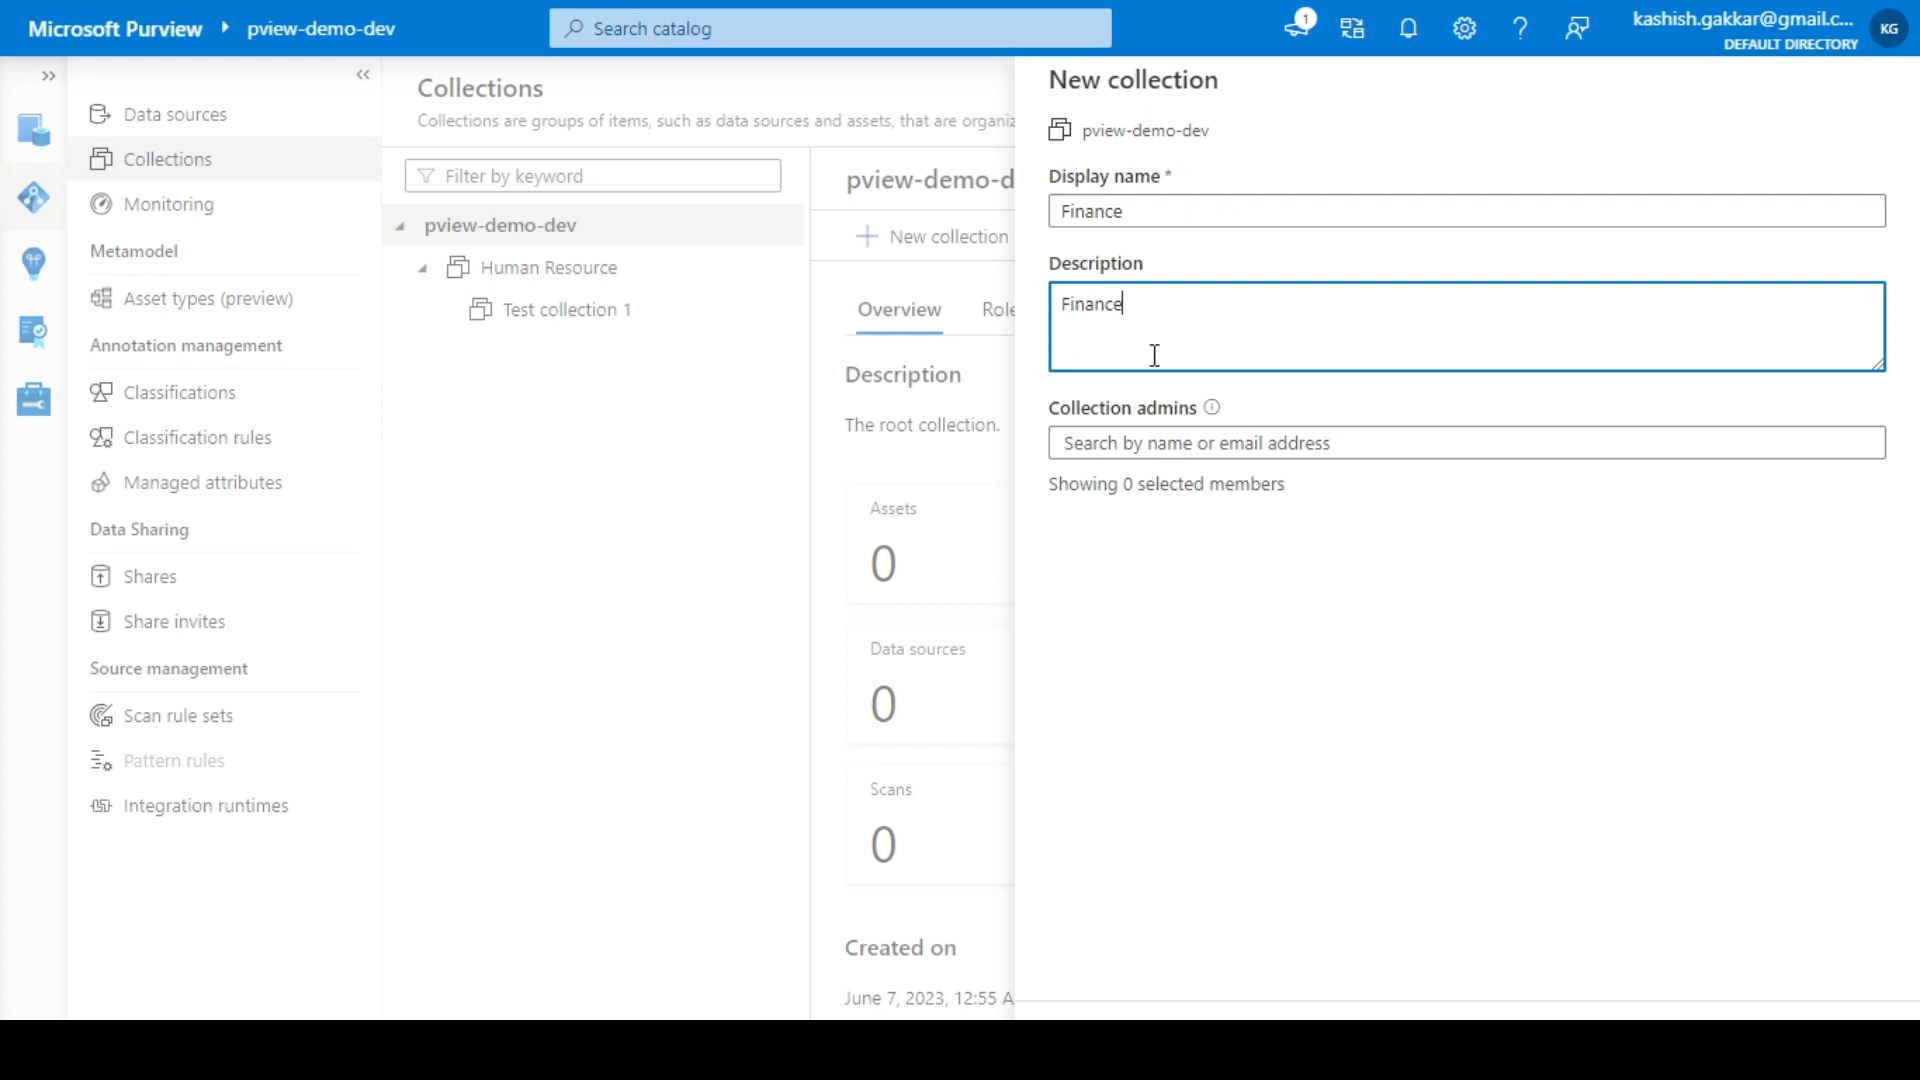 Microsoft Purview
pview-demo-dev
Search catalog
1
kashish.gakkar@gmail.c...
DEFAULT DIRECTORY
KG
Data sources
Collections
Monitoring
Metamodel
Asset types (preview)
Annotation management
Classifications
Classification rules
Managed attributes
Data Sharing
Shares
Share invites
Source management
Scan rule sets
Pattern rules
Integration runtimes
Collections
Collections are groups of items, such as data sources and assets, that are organiz
Filter by keyword
pview-demo-dev
Human Resource
Test collection 1
pview-demo-d
New collection
Overview
Role
Description
The root collection.
Assets
0
Data sources
0
Scans
0
Created on
June 7, 2023, 12:55 A
New collection
pview-demo-dev
Display name *
Finance
Description
Finance
Collection admins
Search by name or email address
Showing 0 selected members